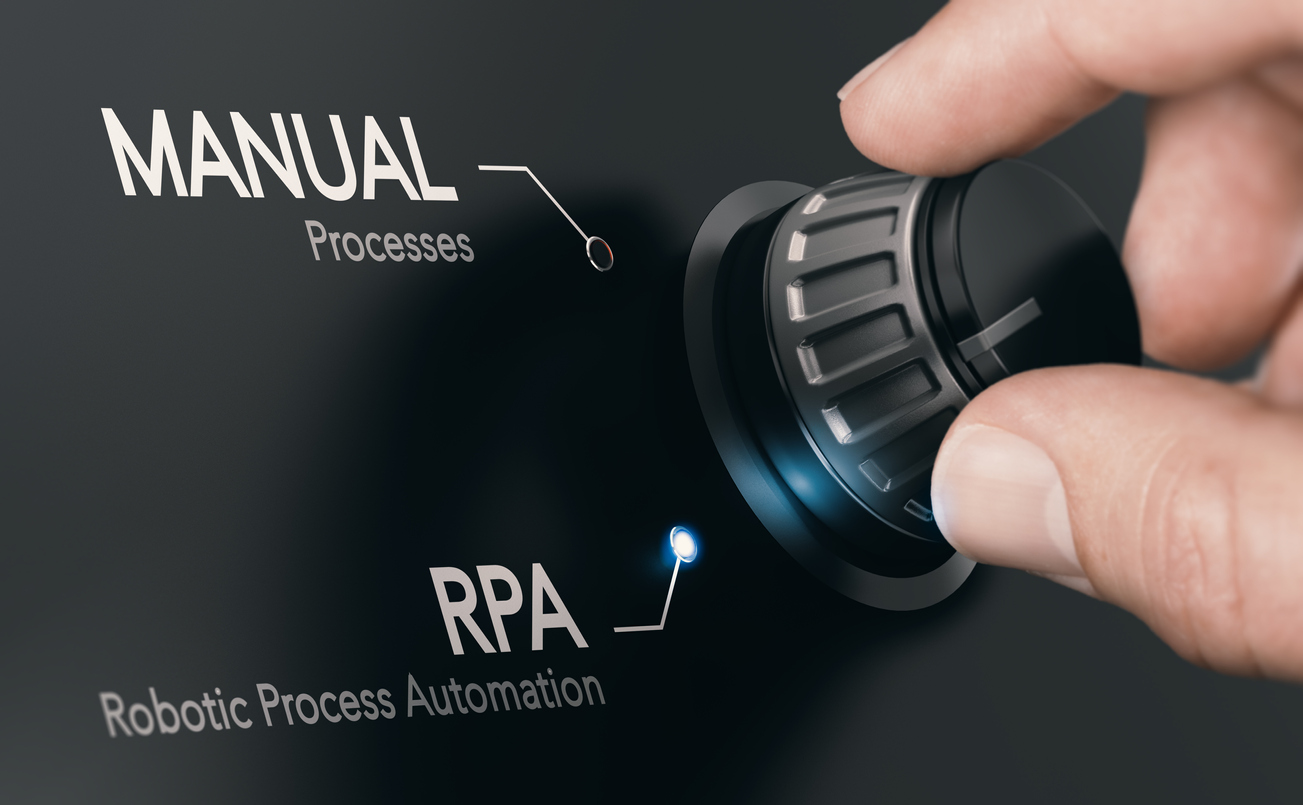 MANUAL
Processes
RPA
Robotic Process Automation